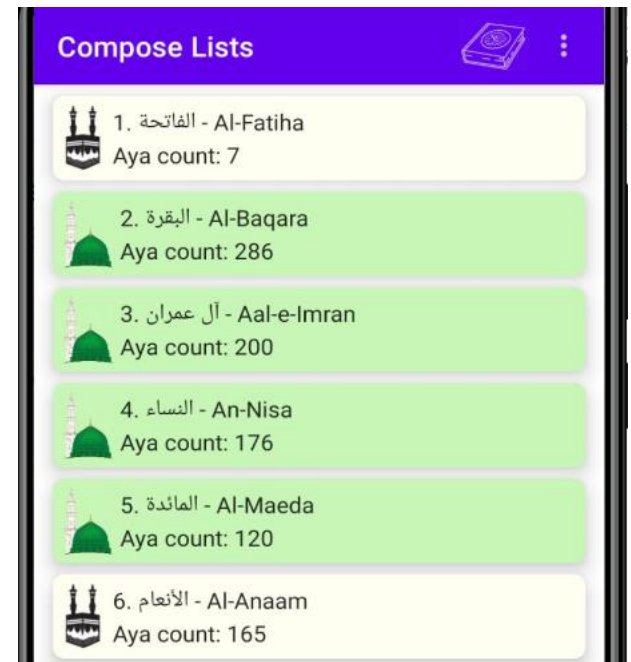 Compose Lists
1. الفاتحة - Al-Fatiha
Aya count: 7
2. البقرة - Al-Baqara
Aya count: 286
3. آل عمران - Aal-e-Imran
Aya count: 200
4. النساء - An-Nisa
Aya count: 176
5. المائدة - Al-Maeda
Aya count: 120
6. الأنعام - Al-Anaam
Aya count: 165